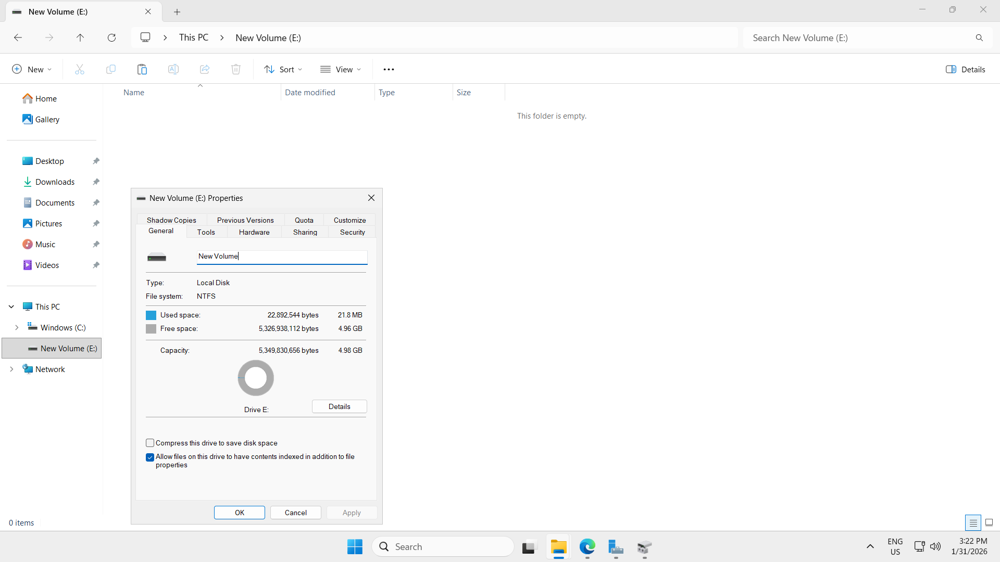 New Volume (E:)
This PC
New Volume (E:)
Search New Volume (E:)
New
Sort
View
Details
Home
Gallery
Desktop
Downloads
Documents
Pictures
Music
Videos
This PC
Windows (C:)
New Volume (E:)
Network
Name
Date modified
Type
Size
This folder is empty.
New Volume (E:) Properties
Shadow Copies
Previous Versions
Quota
Customize
General
Tools
Hardware
Sharing
Security
New Volume
Type: Local Disk
File system: NTFS
Used space: 22,892,544 bytes 21.8 MB
Free space: 5,326,938,112 bytes 4.96 GB
Capacity: 5,349,830,656 bytes 4.98 GB
Drive E:
Details
Compress this drive to save disk space
Allow files on this drive to have contents indexed in addition to file
properties
OK
Cancel
Apply
0 items
Search
ENG
US
3:22 PM
1/31/2026